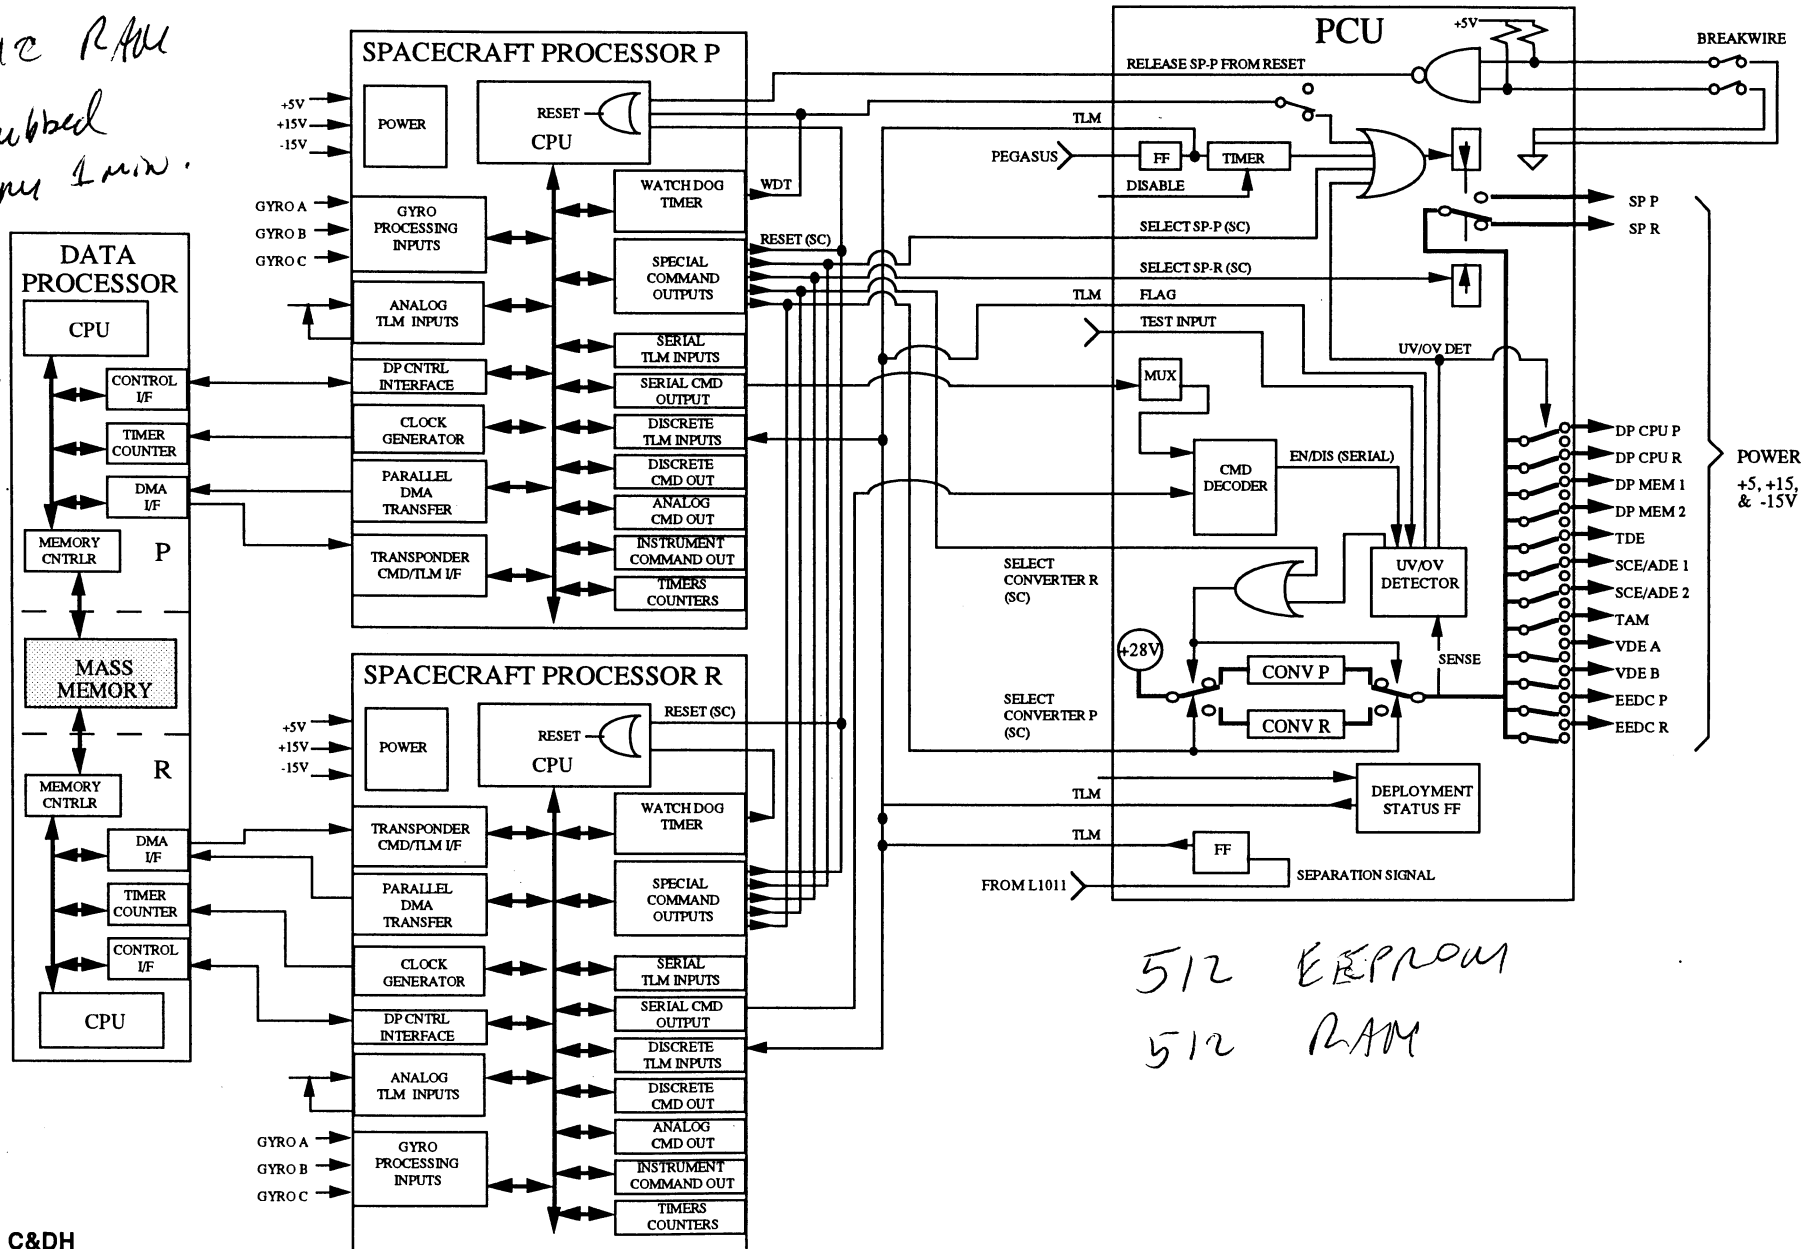 RAM
1 min.
DATA
PROCESSOR
CPU
CONTROL
I/F
TIMER
COUNTER
DMA
I/F
MEMORY
CNTRLR
P
MASS
MEMORY
R
MEMORY
CNTRLR
DMA
I/F
TIMER
COUNTER
CONTROL
I/F
CPU
C&DH
SPACECRAFT PROCESSOR P
+5V
+15V
-15V
POWER
RESET
CPU
GYRO A
GYRO B
GYRO C
GYRO
PROCESSING
INPUTS
ANALOG
TLM INPUTS
DP CNTRL
INTERFACE
CLOCK
GENERATOR
PARALLEL
DMA
TRANSFER
TRANSPONDER
CMD/TLM I/F
WATCH DOG
TIMER
WDT
RESET (SC)
SPECIAL
COMMAND
OUTPUTS
SERIAL
TLM INPUTS
SERIAL CMD
OUTPUT
DISCRETE
TLM INPUTS
DISCRETE
CMD OUT
ANALOG
CMD OUT
INSTRUMENT
COMMAND OUT
TIMERS
COUNTERS
SPACECRAFT PROCESSOR R
+5V
+15V
-15V
POWER
RESET
CPU
RESET (SC)
WATCH DOG
TIMER
TRANSPONDER
CMD/TLM I/F
PARALLEL
DMA
TRANSFER
CLOCK
GENERATOR
DP CNTRL
INTERFACE
ANALOG
TLM INPUTS
GYRO A
GYRO B
GYRO C
GYRO
PROCESSING
INPUTS
SPECIAL
COMMAND
OUTPUTS
SERIAL
TLM INPUTS
SERIAL CMD
OUTPUT
DISCRETE
TLM INPUTS
DISCRETE
CMD OUT
ANALOG
CMD OUT
INSTRUMENT
COMMAND OUT
TIMERS
COUNTERS
PCU
+5V
BREAKWIRE
RELEASE SP-P FROM RESET
TLM
PEGASUS
FF
TIMER
DISABLE
SELECT SP-P (SC)
SELECT SP-R (SC)
TLM
FLAG
TEST INPUT
UV/OV DET
MUX
CMD
DECODER
EN/DIS (SERIAL)
SELECT
CONVERTER R
(SC)
UV/OV
DETECTOR
SENSE
+28V
CONV P
CONV R
SELECT
CONVERTER P
(SC)
DEPLOYMENT
STATUS FF
TLM
TLM
FF
FROM L1011
SEPARATION SIGNAL
SP P
SP R
DP CPU P
DP CPU R
DP MEM 1
DP MEM 2
TDE
SCE/ADE 1
SCE/ADE 2
TAM
VDE A
VDE B
EEDC P
EEDC R
POWER
+5, +15,
& -15V
512 EEPROM
512 RAM